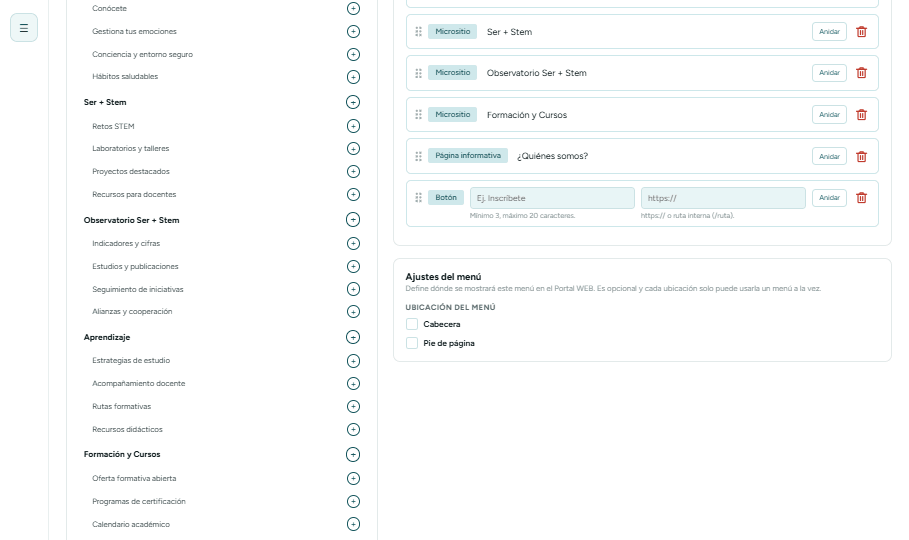 Conócete
Gestiona tus emociones
Conciencia y entorno seguro
Hábitos saludables
Ser + Stem
Retos STEM
Laboratorios y talleres
Proyectos destacados
Recursos para docentes
Observatorio Ser + Stem
Indicadores y cifras
Estudios y publicaciones
Seguimiento de iniciativas
Alianzas y cooperación
Aprendizaje
Estrategias de estudio
Acompañamiento docente
Rutas formativas
Recursos didácticos
Formación y Cursos
Oferta formativa abierta
Programas de certificación
Calendario académico
Micrositio Ser + Stem Anidar
Micrositio Observatorio Ser + Stem Anidar
Micrositio Formación y Cursos Anidar
Página informativa ¿Quiénes somos? Anidar
Botón Ej. Inscríbete https:// Anidar
Mínimo 3, máximo 20 caracteres. https:// o ruta interna (/ruta).
Ajustes del menú
Define dónde se mostrará este menú en el Portal WEB. Es opcional y cada ubicación solo puede usarla un menú a la vez.
UBICACIÓN DEL MENÚ
Cabecera
Pie de página